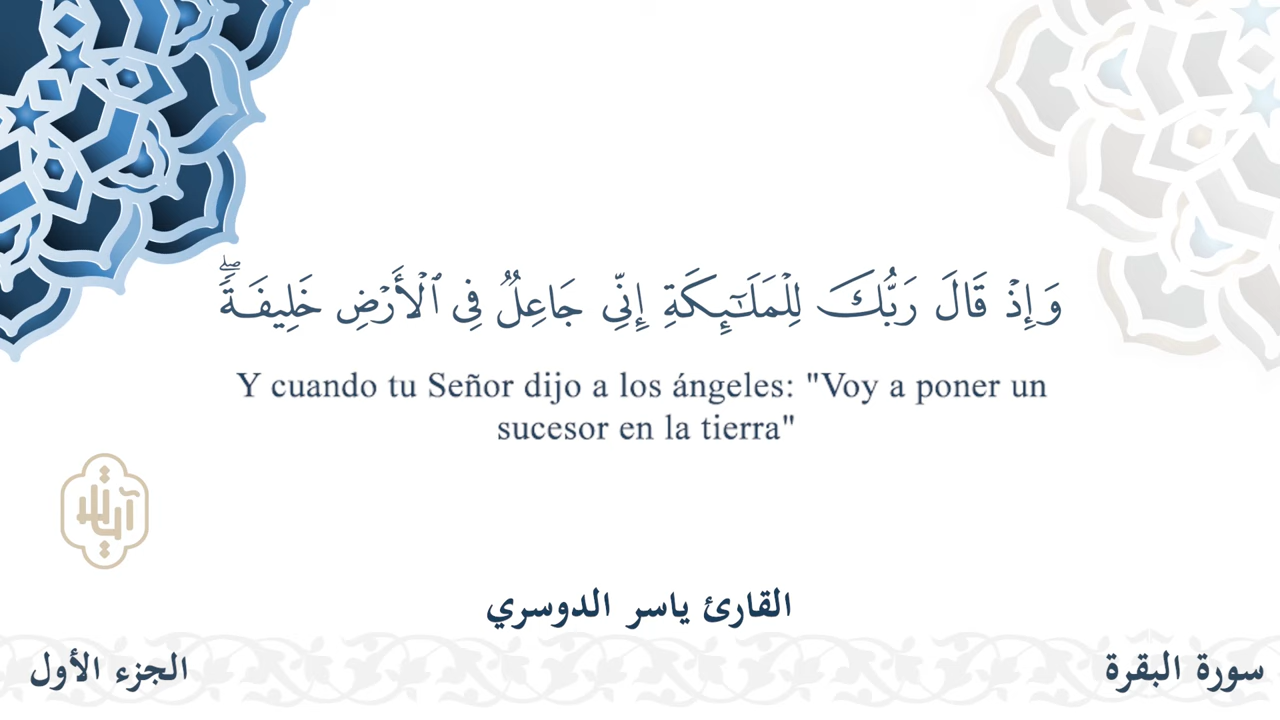 وَإِذۡ قَالَ رَبُّكَ لِلۡمَلَـٰٓئِكَةِ إِنِّي جَاعِلࣱ فِي ٱلۡأَرۡضِ خَلِيفَةࣰۖ
Y cuando tu Señor dijo a los ángeles: "Voy a poner un
sucesor en la tierra"
القارئ ياسر الدوسري
سورة البقرة
الجزء الأول